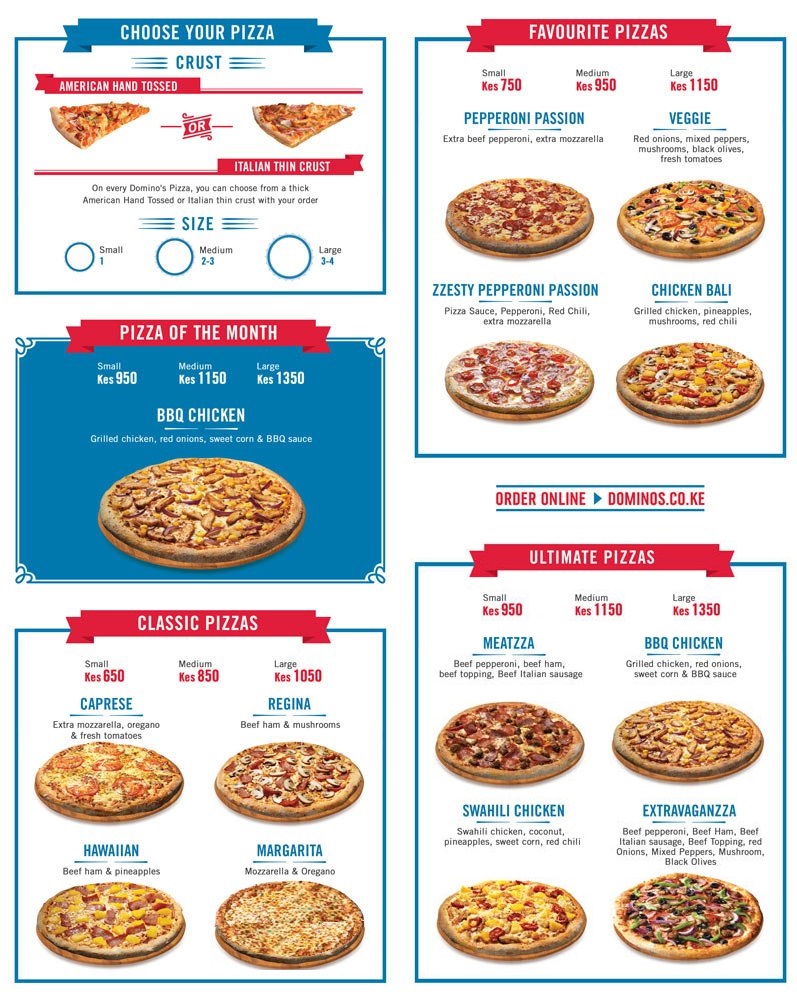 CHOOSE YOUR PIZZA
CRUST
AMERICAN HAND TOSSED
OR
ITALIAN THIN CRUST
On every Domino's Pizza, you can choose from a thick
American Hand Tossed or Italian thin crust with your order
SIZE
Small
1
Medium
2-3
Large
3-4
PIZZA OF THE MONTH
Small
Kes 950
Medium
Kes 1150
Large
Kes 1350
BBQ CHICKEN
Grilled chicken, red onions, sweet corn & BBQ sauce
CLASSIC PIZZAS
Small
Kes 650
Medium
Kes 850
Large
Kes 1050
CAPRESE
Extra mozzarella, oregano
& fresh tomatoes
REGINA
Beef ham & mushrooms
HAWAIIAN
Beef ham & pineapples
MARGARITA
Mozzarella & Oregano
FAVOURITE PIZZAS
Small
Kes 750
Medium
Kes 950
Large
Kes 1150
PEPPERONI PASSION
Extra beef pepperoni, extra mozzarella
VEGGIE
Red onions, mixed peppers,
mushrooms, black olives,
fresh tomatoes
ZZESTY PEPPERONI PASSION
Pizza Sauce, Pepperoni, Red Chili,
extra mozzarella
CHICKEN BALI
Grilled chicken, pineapples,
mushrooms, red chili
ORDER ONLINE DOMINOS.CO.KE
ULTIMATE PIZZAS
Small
Kes 950
Medium
Kes 1150
Large
Kes 1350
MEATZZA
Beef pepperoni, beef ham,
beef topping, Beef Italian sausage
BBQ CHICKEN
Grilled chicken, red onions,
sweet corn & BBQ sauce
SWAHILI CHICKEN
Swahili chicken, coconut,
pineapples, sweet corn, red chili
EXTRAVAGANZZA
Beef pepperoni, Beef Ham, Beef
Italian sausage, Beef Topping, red
Onions, Mixed Peppers, Mushroom,
Black Olives